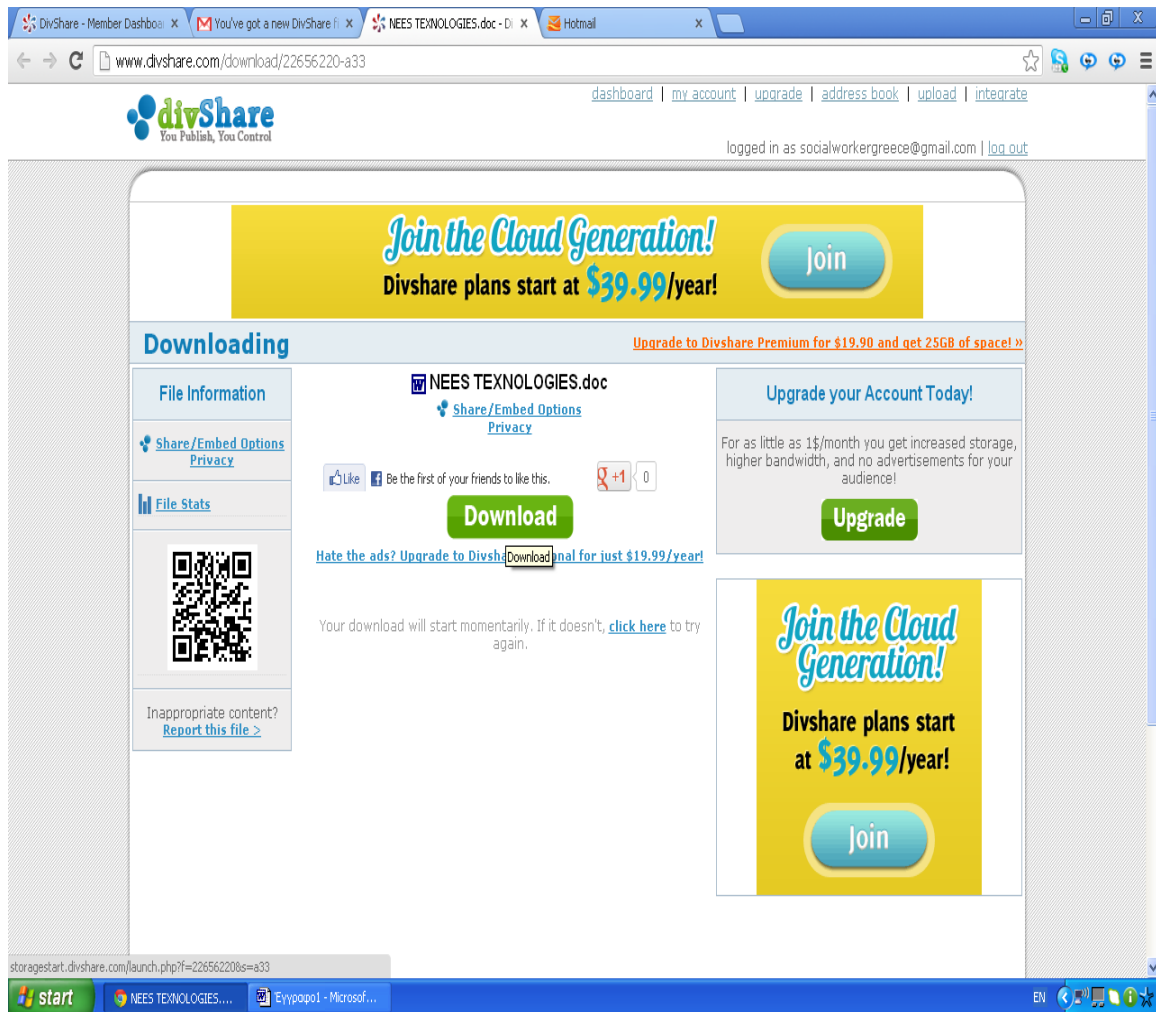 DivShare - Member Dashboa
You've got a new DivShare f
NEES TEXNOLOGIES.doc - Di
Hotmail
www.divshare.com/download/22656220-a33
dashboard | my account | upgrade | address book | upload | integrate
divShare
You Publish, You Control
logged in as socialworkergreece@gmail.com | log out
Join the Cloud Generation!
Divshare plans start at $39.99/year!
Join
Downloading
Upgrade to Divshare Premium for $19.90 and get 25GB of space! »
File Information
Share/Embed Options
Privacy
File Stats
Inappropriate content?
Report this file >
NEES TEXNOLOGIES.doc
Share/Embed Options
Privacy
Like
Be the first of your friends to like this.
+1
0
Download
Hate the ads? Upgrade to for just $19.99/year!
Download
Your download will start momentarily. If it doesn't, click here to try
again.
Upgrade your Account Today!
For as little as 1$/month you get increased storage,
higher bandwidth, and no advertisements for your
audience!
Upgrade
Join the Cloud
Generation!
Divshare plans start
at $39.99/year!
Join
storagestart.divshare.com/launch.php?f=22656220&s=a33
start
NEES TEXNOLOGIES....
Έγγραφο1 - Microsof...
EN